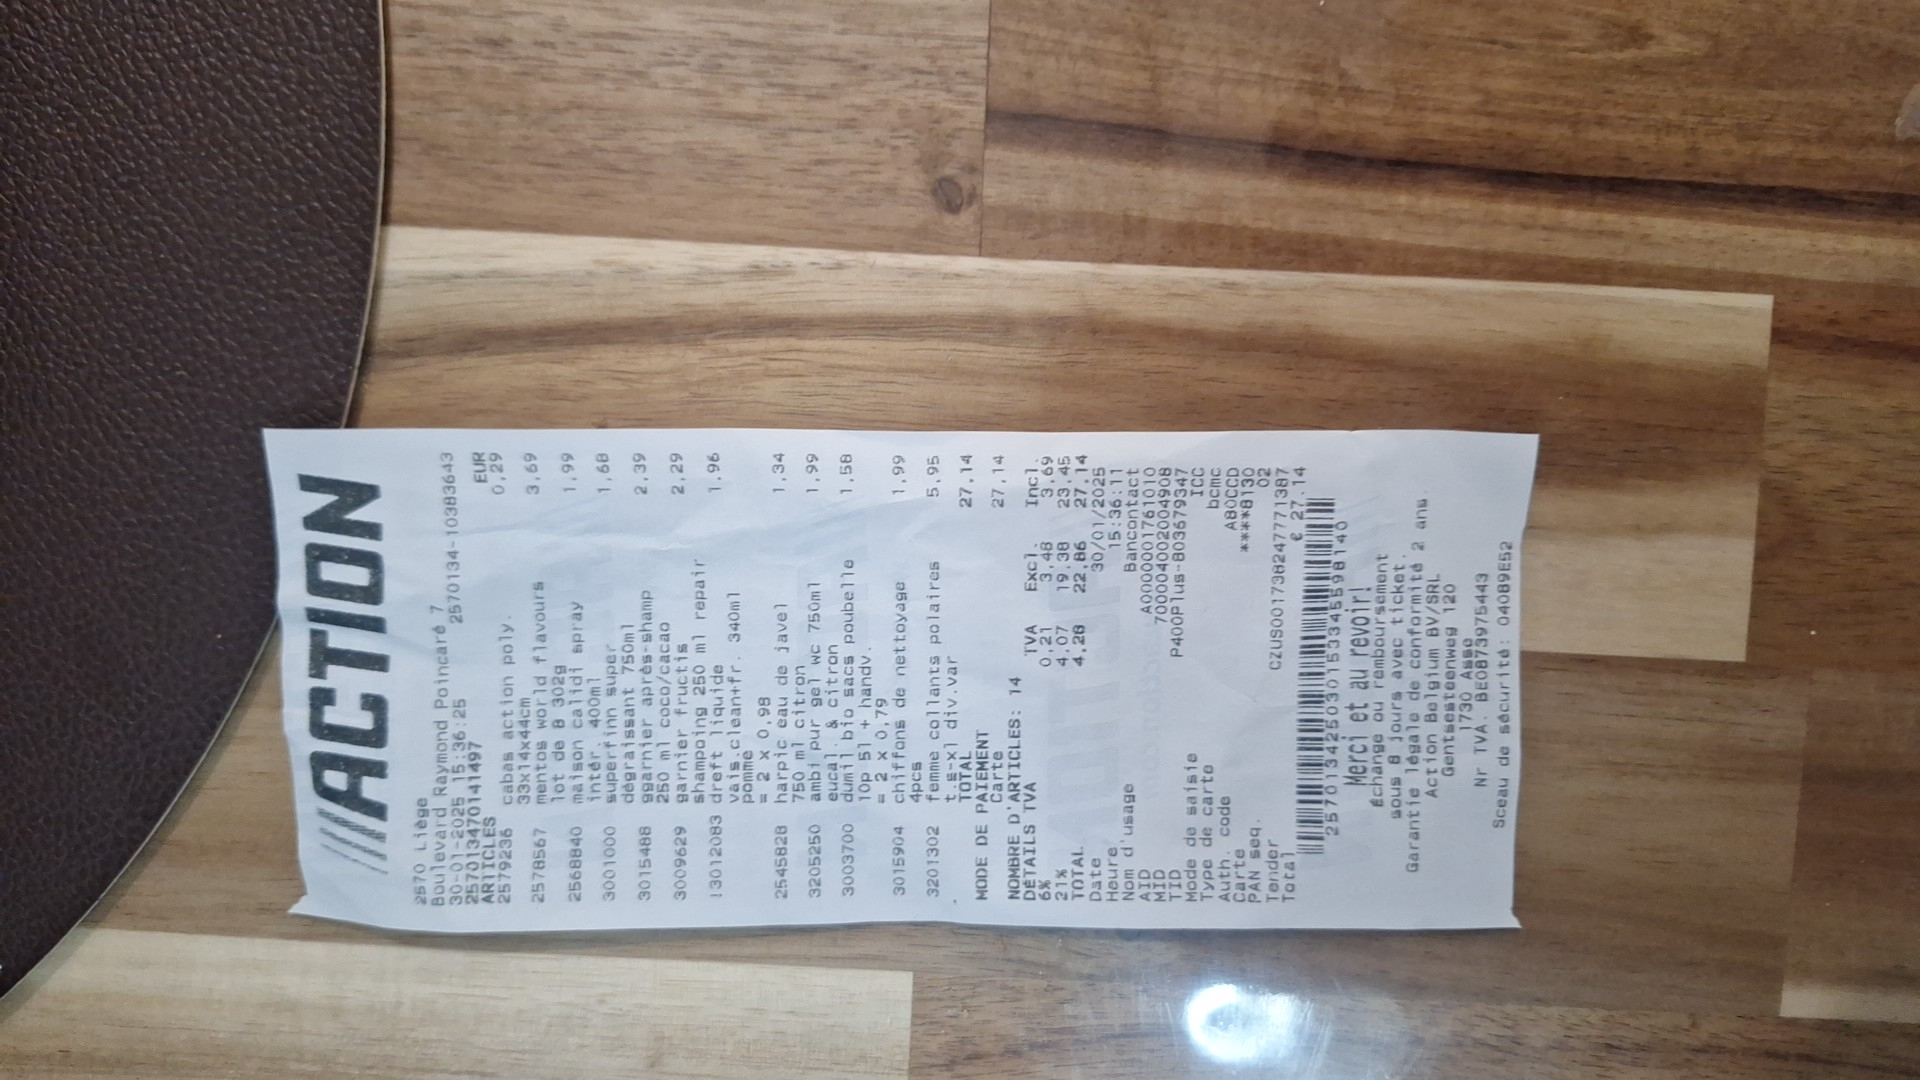 ACTION
2570 Liège
Boulevard Raymond Poincaré 7
30-01-2025 15:36:25 2570134-10383643
257013470141497
ARTICLES EUR
2579236 cabas action poly. 0,29
33x14x44cm
2578567 mentos world flavours 3,69
lot de 8 302g
2568840 maison calidi spray 1,99
intér. 400ml
3001000 superfinn super 1,68
dégraissant 750ml
3015488 ggarnier après-shamp 2,39
250 ml coco/cacao
3009629 garnier fructis 2,29
shampoing 250 ml repair
!3012083 dreft liquide 1,96
vais.clean+fr. 340ml
pomme
= 2 x 0,98
2545828 harpic eau de javel 1,34
750 ml citron
3205250 ambi pur gel wc 750ml 1,99
eucal. & citron
3003700 dumil bio sacs poubelle 1,58
10p 5l + handv.
= 2 x 0,79
3015904 chiffons de nettoyage 1,99
4pcs
3201302 femme collants polaires 5,95
t.s-xl div.var
TOTAL 27,14
MODE DE PAIEMENT
Carte 27,14
NOMBRE D'ARTICLES: 14
DÉTAILS TVA TVA Excl. Incl.
6% 0,21 3,48 3,69
21% 4,07 19,38 23,45
TOTAL 4,28 22,86 27,14
Date 30/01/2025
Heure 15:36:11
Nom d'usage Bancontact
AID A0000001761010
MID 700004002004908
TID P400Plus-803679347
Mode de saisie ICC
Type de carte bcmc
Auth. code AB0CCD
Carte ****8130
PAN seq. 02
Tender CZUS001738247771387
Total € 27,14
257013425030153345598140
Merci et au revoir!
Échange ou remboursement
sous 8 jours avec ticket.
Garantie légale de conformité 2 ans.
Action Belgium BV/SRL
Gentsesteenweg 120
1730 Asse
Nr TVA. BE0873975443
Sceau de sécurité: 04089E52